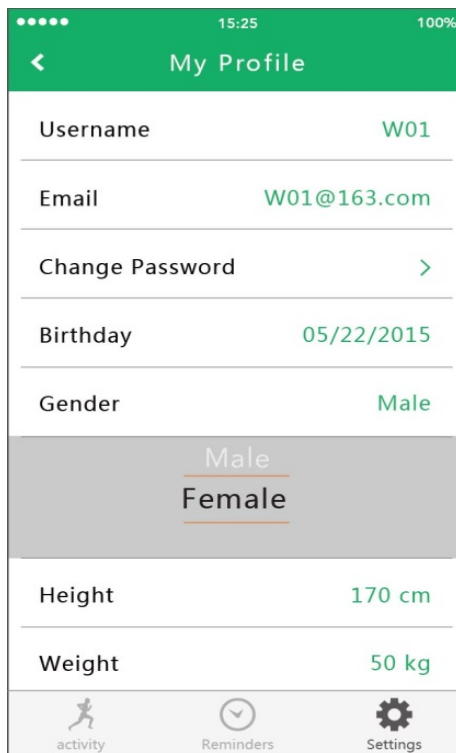 15:25 100%
My Profile
Username W01
Email W01@163.com
Change Password >
Birthday 05/22/2015
Gender Male
Male
Female
Height 170 cm
Weight 50 kg
activity Reminders Settings